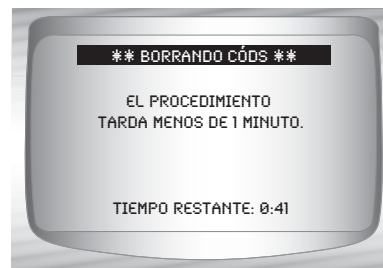 ** BORRANDO CÓDS **
EL PROCEDIMIENTO
TARDA MENOS DE 1 MINUTO.
TIEMPO RESTANTE: 0:41